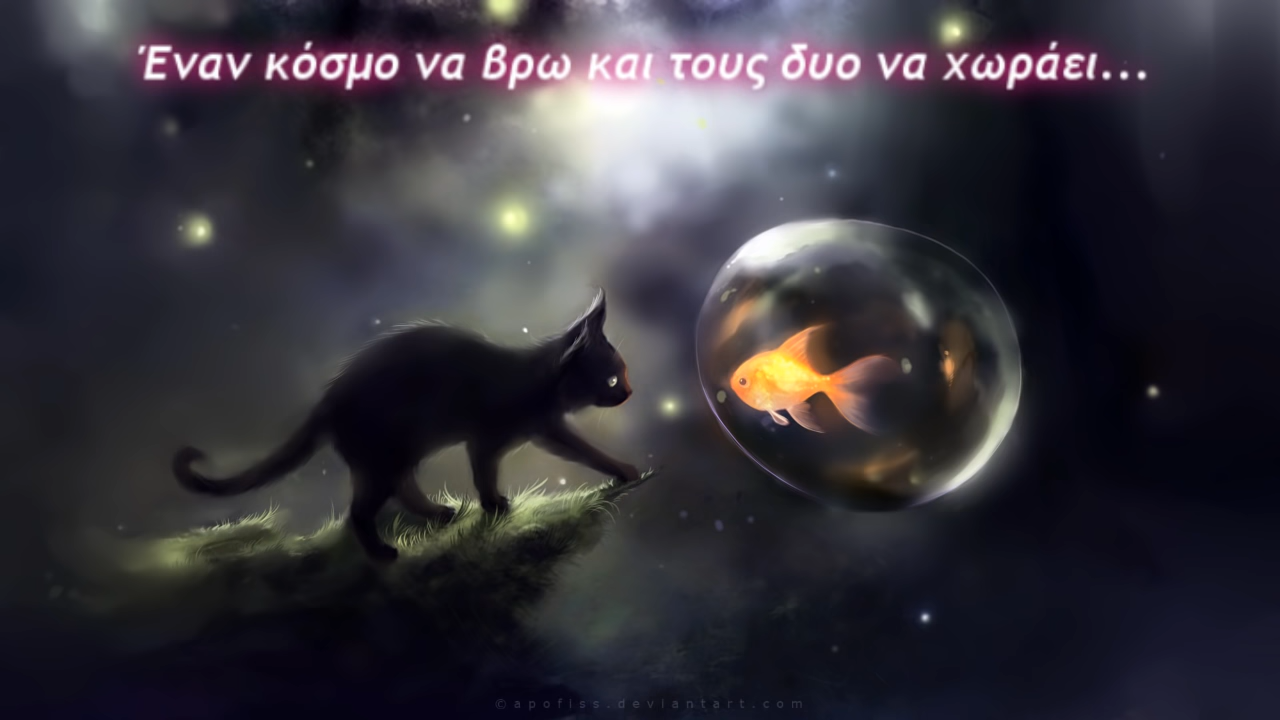 Έναν κόσμο να βρω και τους δυο να χωράει...
©apofiss.deviantart.com